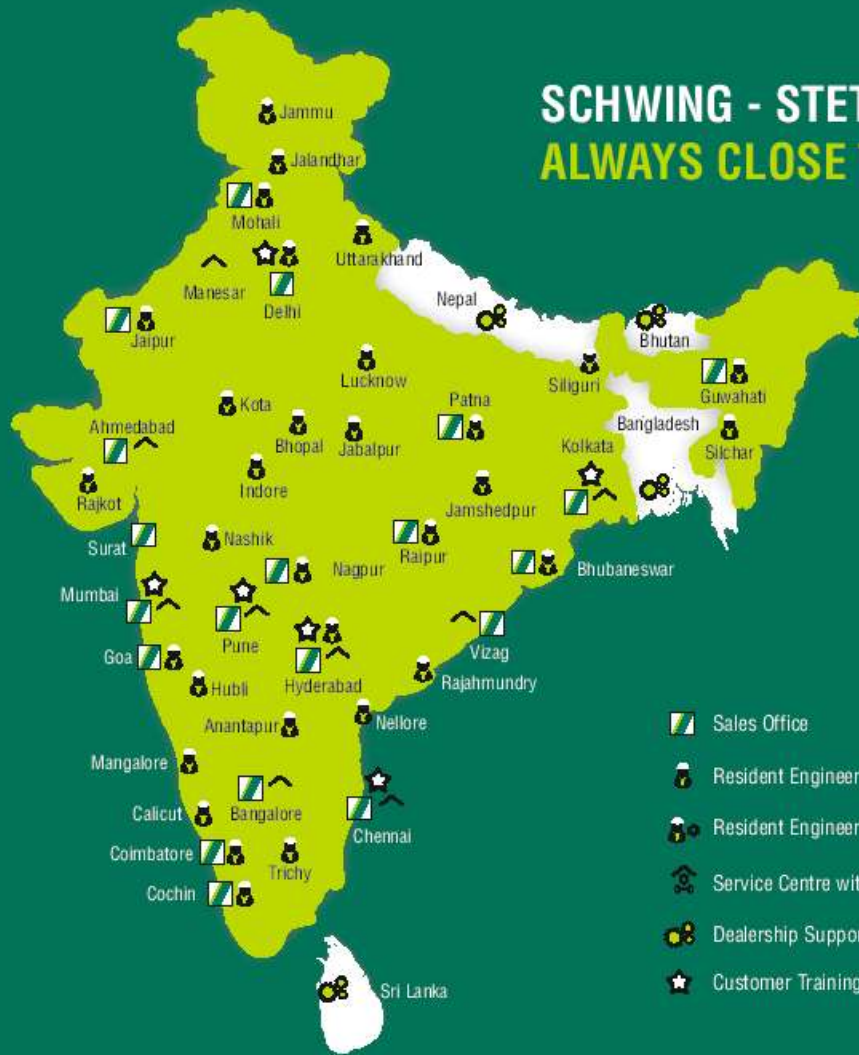 SCHWING - STET
ALWAYS CLOSE
Jammu
Jalandhar
Mohali
Uttarakhand
Manesar
Delhi
Nepal
Bhutan
Jaipur
Lucknow
Siliguri
Guwahati
Kota
Patna
Ahmedabad
Bhopal
Jabalpur
Kolkata
Bangladesh
Silchar
Indore
Rajkot
Jamshedpur
Surat
Nashik
Raipur
Nagpur
Bhubaneswar
Mumbai
Pune
Vizag
Goa
Hyderabad
Rajahmundry
Hubli
Anantapur
Nellore
Sales Office
Mangalore
Resident Engineer
Calicut
Bangalore
Chennai
Resident Engineer
Coimbatore
Trichy
Service Centre wit
Cochin
Dealership Suppor
Customer Training
Sri Lanka